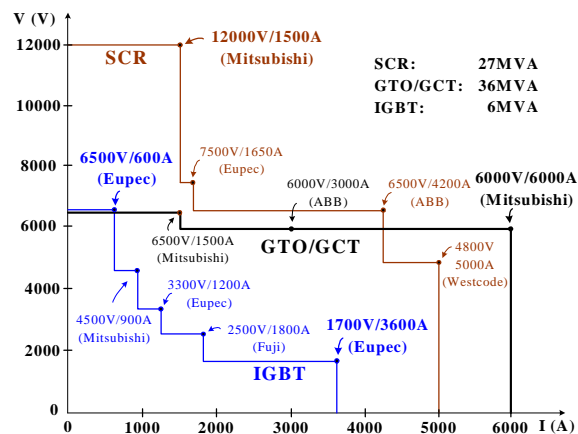 V (V)
12000
10000
8000
6000
4000
2000
0
0
1000
2000
3000
4000
5000
6000
I (A)
SCR
12000V/1500A
(Mitsubishi)
SCR: 27MVA
GTO/GCT: 36MVA
IGBT: 6MVA
7500V/1650A
(Eupec)
6500V/600A
(Eupec)
6000V/3000A
(ABB)
6500V/4200A
(ABB)
6000V/6000A
(Mitsubishi)
6500V/1500A
(Mitsubishi)
GTO/GCT
4800V
5000A
(Westcode)
3300V/1200A
(Eupec)
4500V/900A
(Mitsubishi)
2500V/1800A
(Fuji)
1700V/3600A
(Eupec)
IGBT